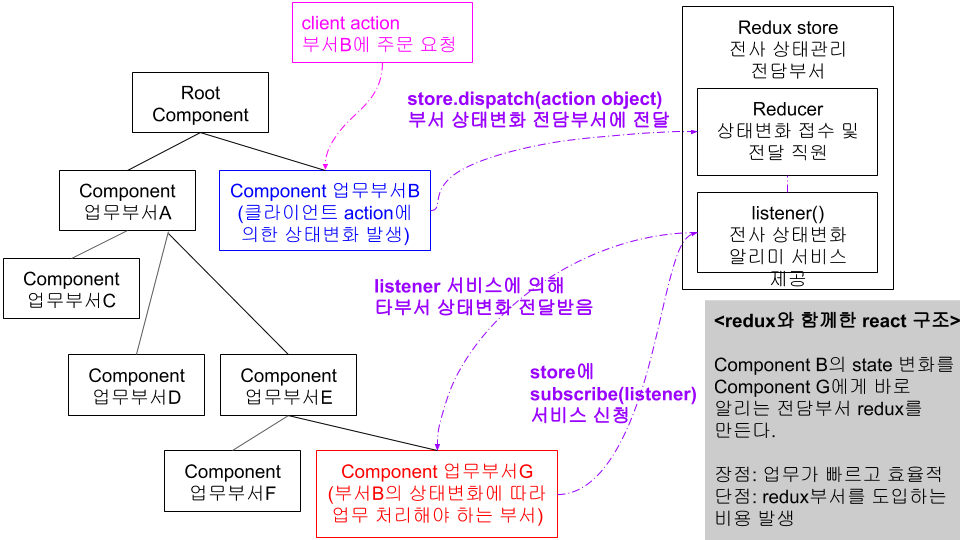 client action
부서B에 주문 요청
Redux store
전사 상태관리
전담부서
Root
Component
store.dispatch(action object)
부서 상태변화 전담부서에 전달
Reducer
상태변화 접수 및
전달 직원
Component
업무부서A
Component 업무부서B
(클라이언트 action에
의한 상태변화 발생)
listener()
전사 상태변화
알리미 서비스
제공
Component
업무부서C
listener 서비스에 의해
타부서 상태변화 전달받음
<redux와 함께한 react 구조>
Component B의 state 변화를
Component G에게 바로
알리는 전담부서 redux를
만든다.
장점: 업무가 빠르고 효율적
단점: redux부서를 도입하는
비용 발생
Component
업무부서D
Component
업무부서E
store에
subscribe(listener)
서비스 신청
Component
업무부서F
Component 업무부서G
(부서B의 상태변화에 따라
업무 처리해야 하는 부서)